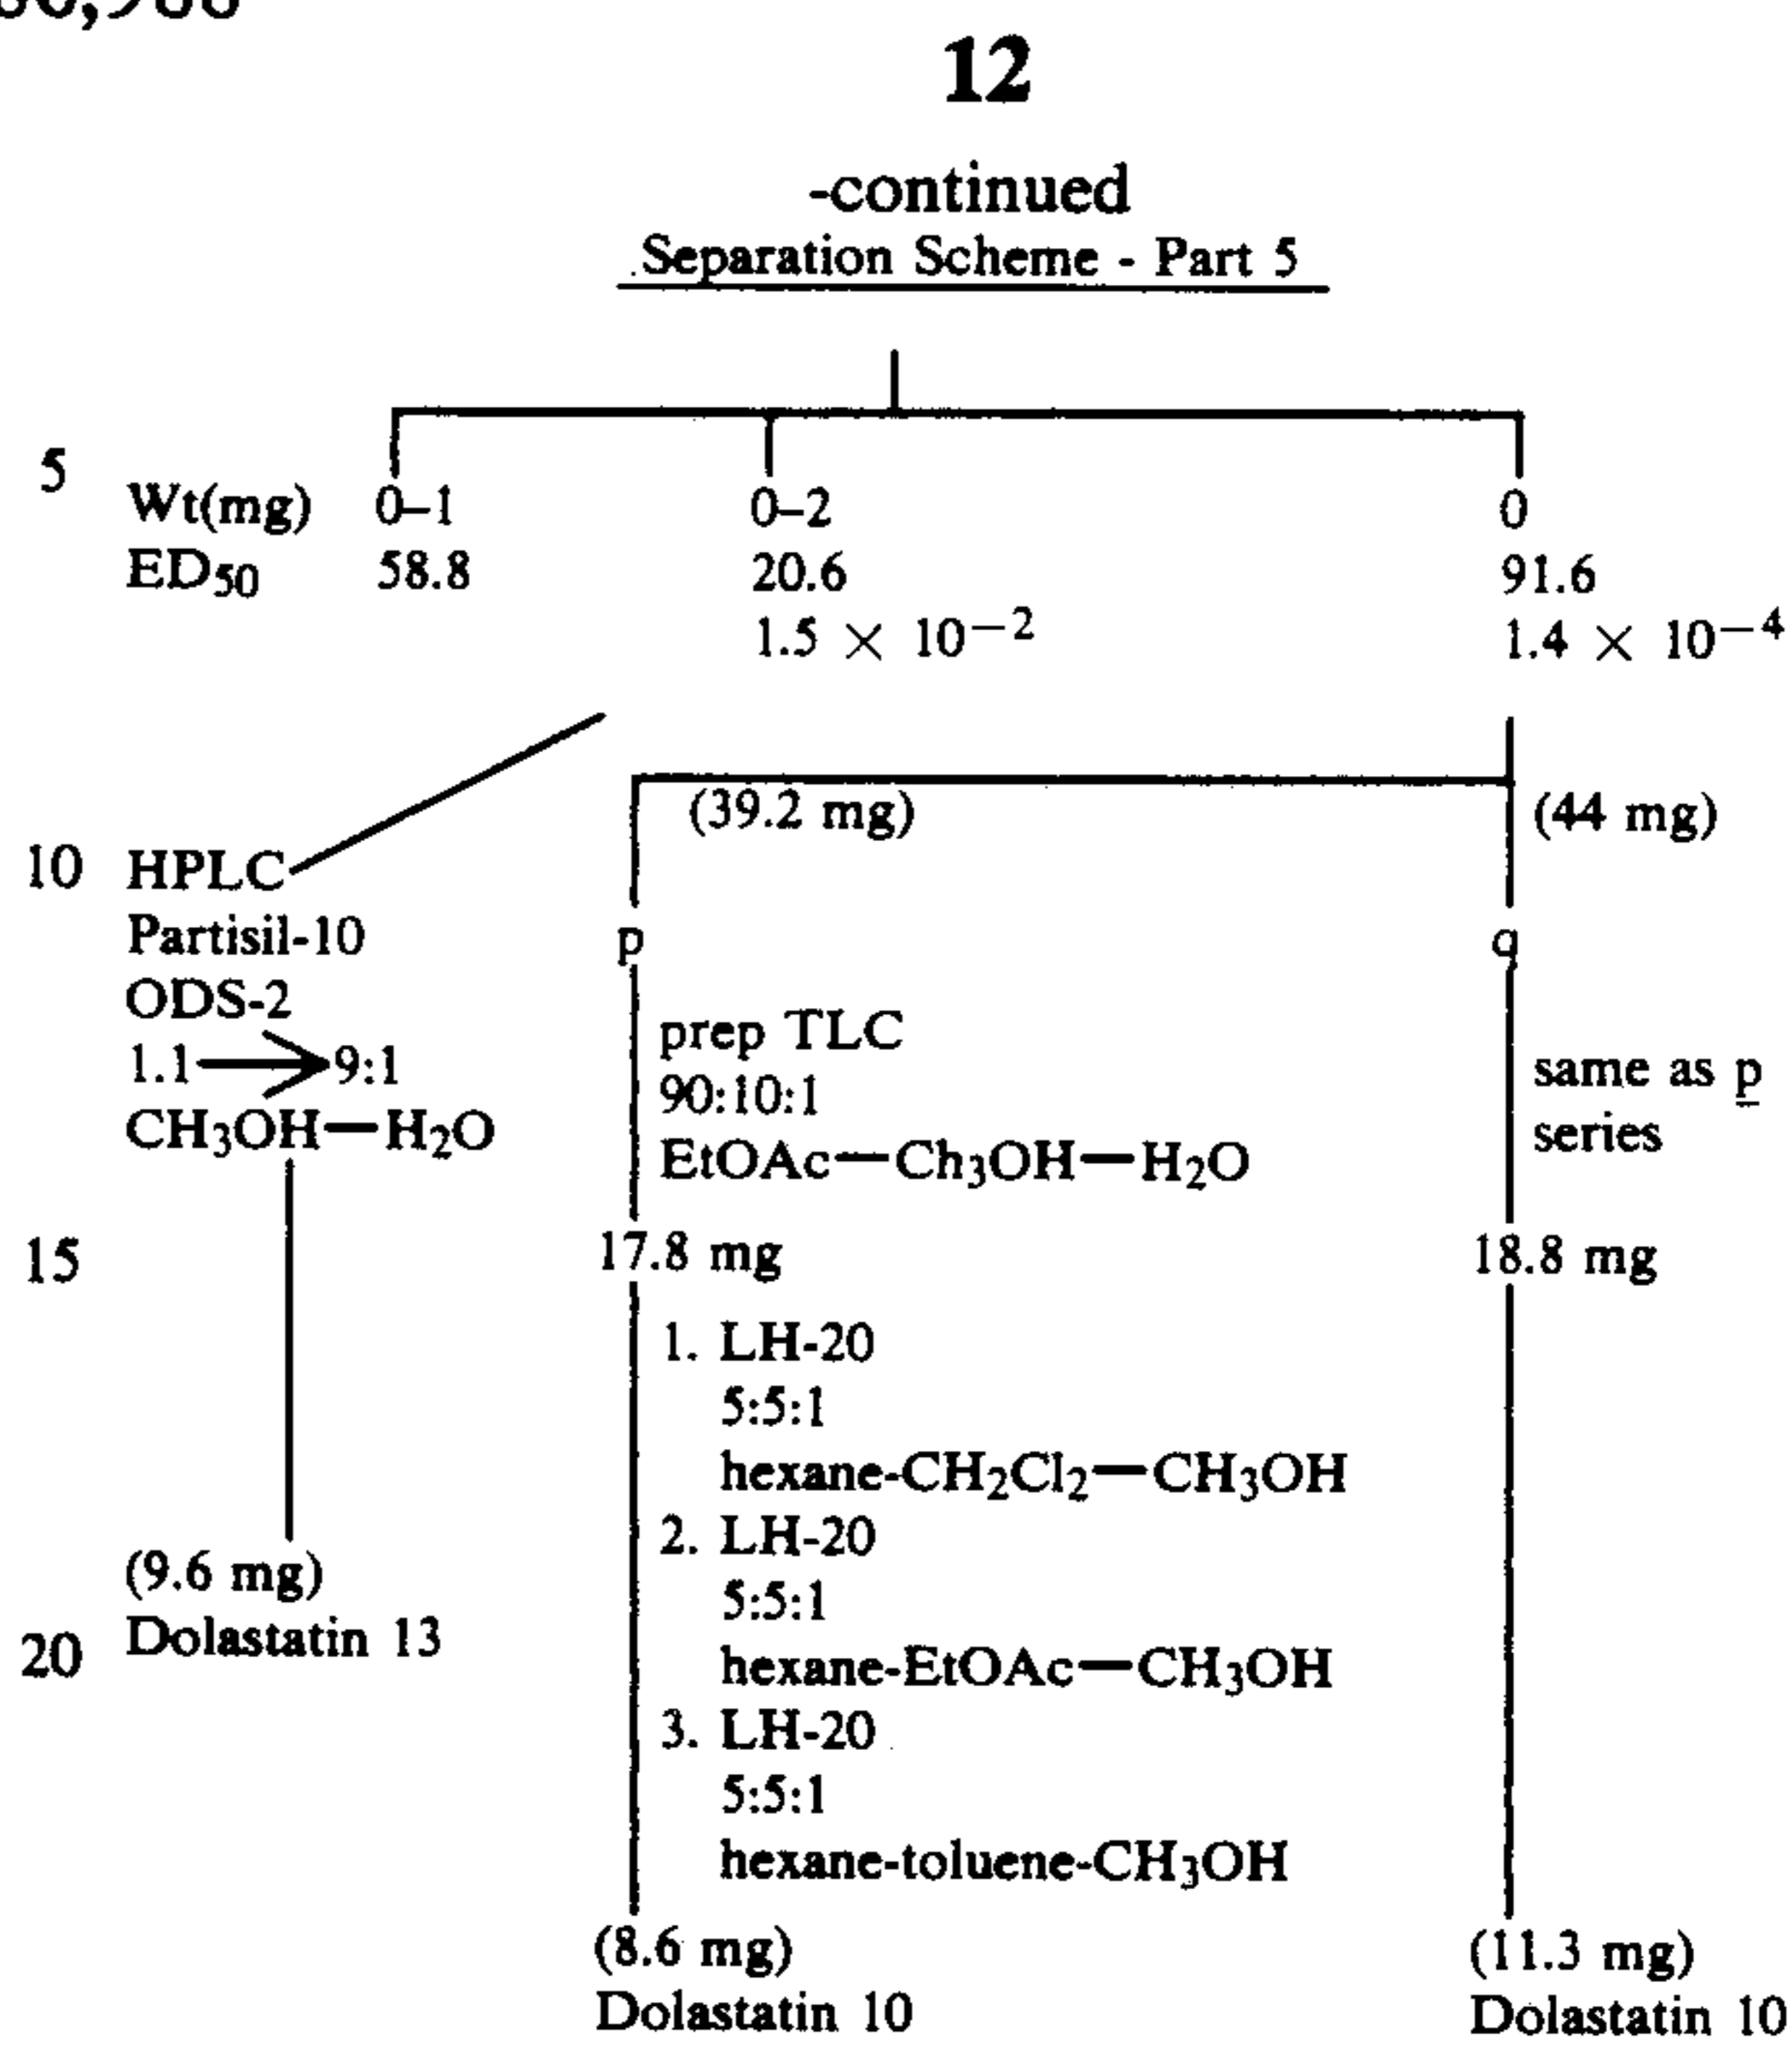 12
-continued
Separation Scheme - Part 5
5
Wt(mg) 0–1 0–2 0
ED50 58.8 20.6 91.6
1.5 × 10−2 1.4 × 10−4
(39.2 mg) (44 mg)
10 HPLC
Partisil-10
ODS-2
1.1→9:1
CH3OH—H2O
p q
prep TLC
90:10:1
EtOAc—Ch3OH—H2O
same as p
series
15 17.8 mg 18.8 mg
1. LH-20
5:5:1
hexane-CH2Cl2—CH3OH
2. LH-20
5:5:1
hexane-EtOAc—CH3OH
3. LH-20
5:5:1
hexane-toluene-CH3OH
(9.6 mg)
20 Dolastatin 13
(8.6 mg) (11.3 mg)
Dolastatin 10 Dolastatin 10